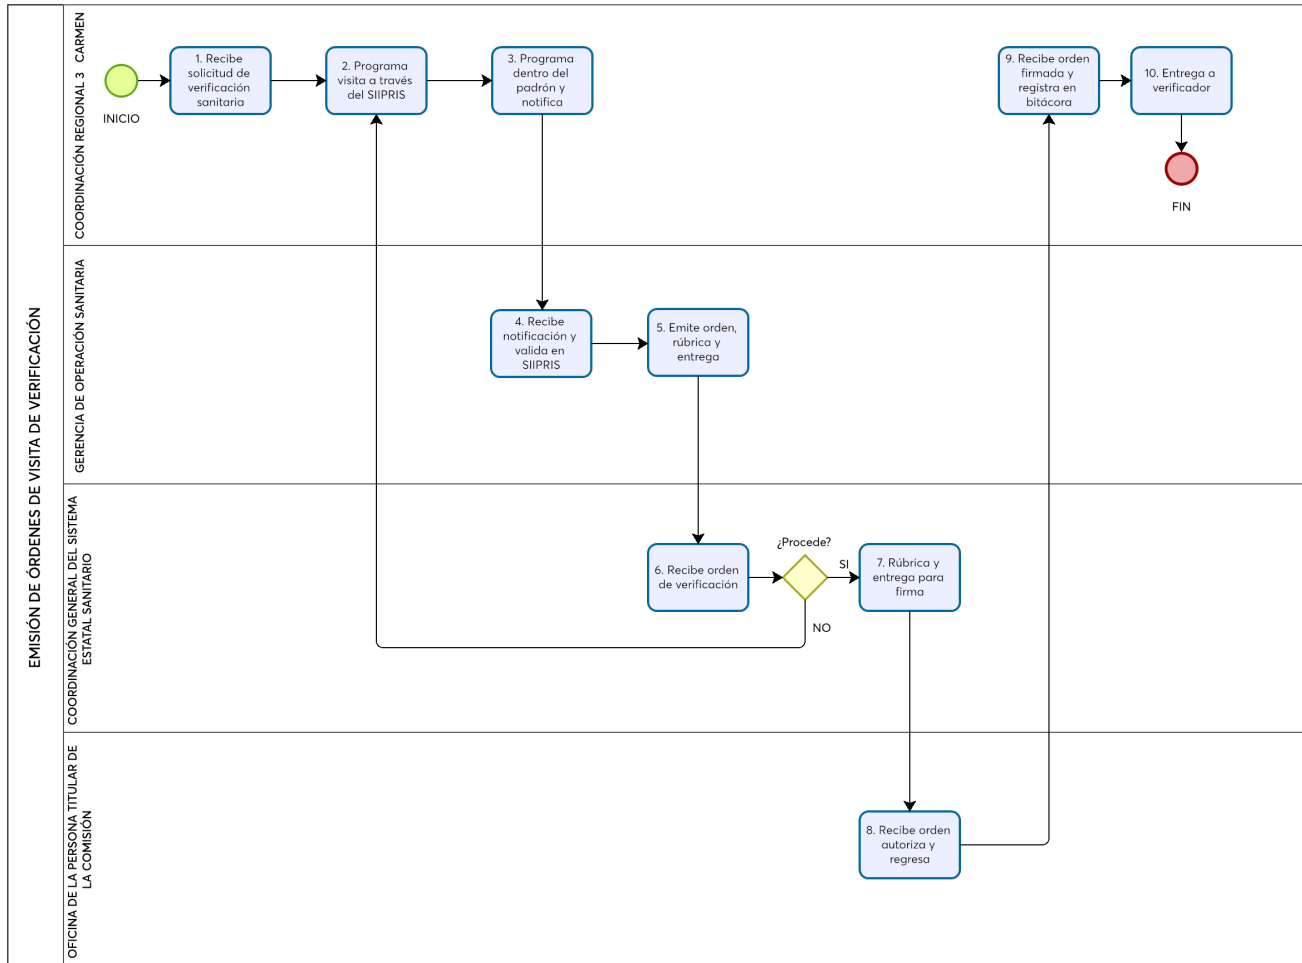 EMISIÓN DE ÓRDENES DE VISITA DE VERIFICACIÓN
COORDINACIÓN REGIONAL 3 CARMEN
INICIO
1. Recibe
solicitud de
verificación
sanitaria
2. Programa
visita a través
del SIIPRIS
3. Programa
dentro del
padrón y
notifica
9. Recibe orden
firmada y
registra en
bitácora
10. Entrega a
verificador
FIN
GERENCIA DE OPERACIÓN SANITARIA
4. Recibe
notificación y
valida en
SIIPRIS
5. Emite orden,
rúbrica y
entrega
COORDINACIÓN GENERAL DEL SISTEMA
ESTATAL SANITARIO
6. Recibe orden
de verificación
¿Procede?
SI
NO
7. Rúbrica y
entrega para
firma
OFICINA DE LA PERSONA TITULAR DE
LA COMISIÓN
8. Recibe orden
autoriza y
regresa